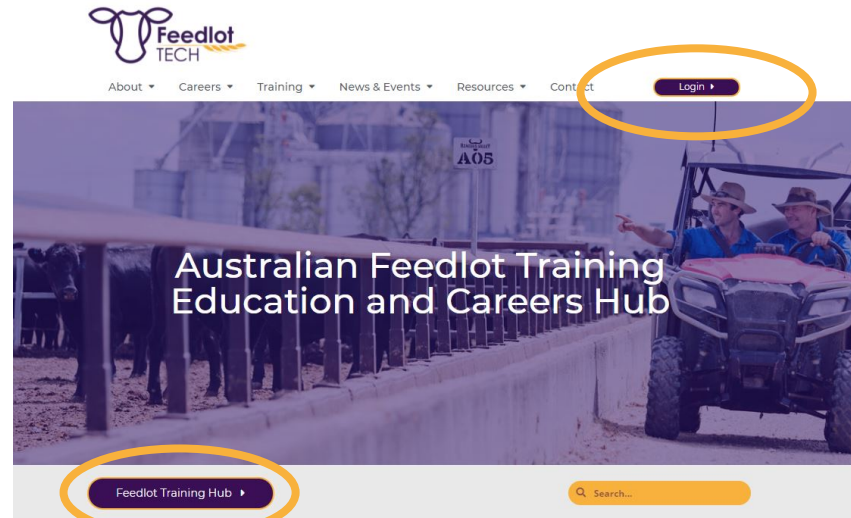 Feedlot
TECH
About
Careers
Training
News & Events
Resources
Contact
Login
A05
Australian Feedlot Training
Education and Careers Hub
Feedlot Training Hub
Search...